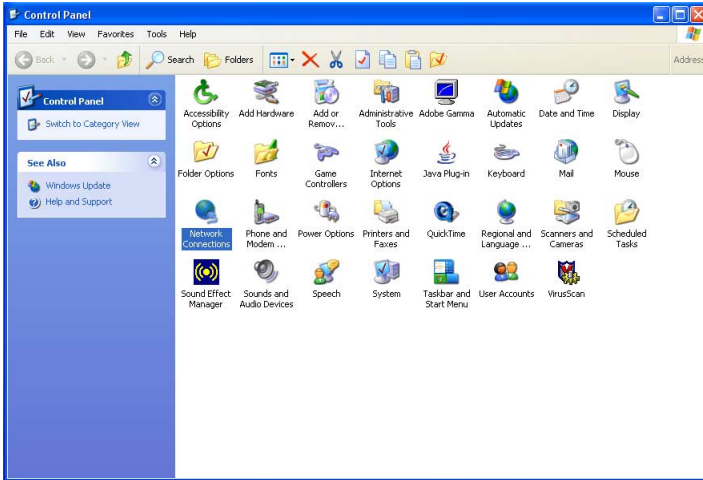 Control Panel
File Edit View Favorites Tools Help
Back Search Folders Address
Control Panel
Switch to Category View
See Also
Windows Update
Help and Support
Accessibility Options
Add Hardware
Add or Remov...
Administrative Tools
Adobe Gamma
Automatic Updates
Date and Time
Display
Folder Options
Fonts
Game Controllers
Internet Options
Java Plug-in
Keyboard
Mail
Mouse
Network Connections
Phone and Modem ...
Power Options
Printers and Faxes
QuickTime
Regional and Language ...
Scanners and Cameras
Scheduled Tasks
Sound Effect Manager
Sounds and Audio Devices
Speech
System
Taskbar and Start Menu
User Accounts
VirusScan